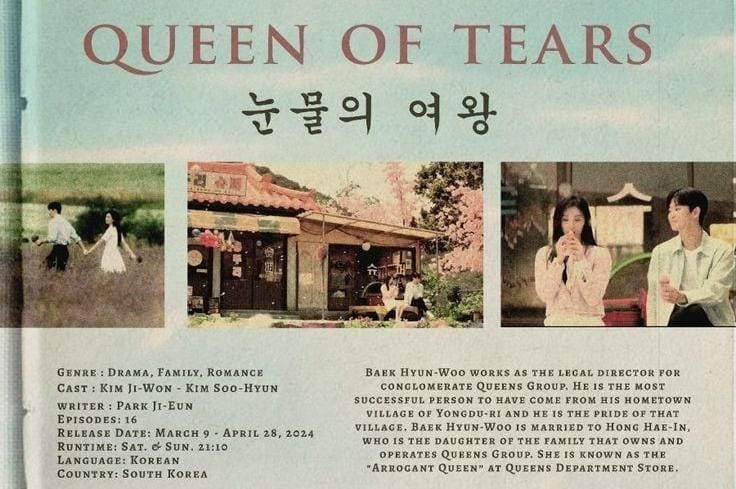 QUEEN OF TEARS
눈물의 여왕
슈퍼
GENRE : DRAMA, FAMILY, ROMANCE
CAST : KIM JI-WON - KIM SOO-HYUN
WRITER : PARK JI-EUN
EPISODES: 16
RELEASE DATE: MARCH 9 - APRIL 28, 2024
RUNTIME: SAT. & SUN. 21:10
LANGUAGE: KOREAN
COUNTRY: SOUTH KOREA
BAEK HYUN-WOO WORKS AS THE LEGAL DIRECTOR FOR
CONGLOMERATE QUEENS GROUP. HE IS THE MOST
SUCCESSFUL PERSON TO HAVE COME FROM HIS HOMETOWN
VILLAGE OF YONGDU-RI AND HE IS THE PRIDE OF THAT
VILLAGE. BAEK HYUN-WOO IS MARRIED TO HONG HAE-IN,
WHO IS THE DAUGHTER OF THE FAMILY THAT OWNS AND
OPERATES QUEENS GROUP. SHE IS KNOWN AS THE
"ARROGANT QUEEN" AT QUEENS DEPARTMENT STORE.